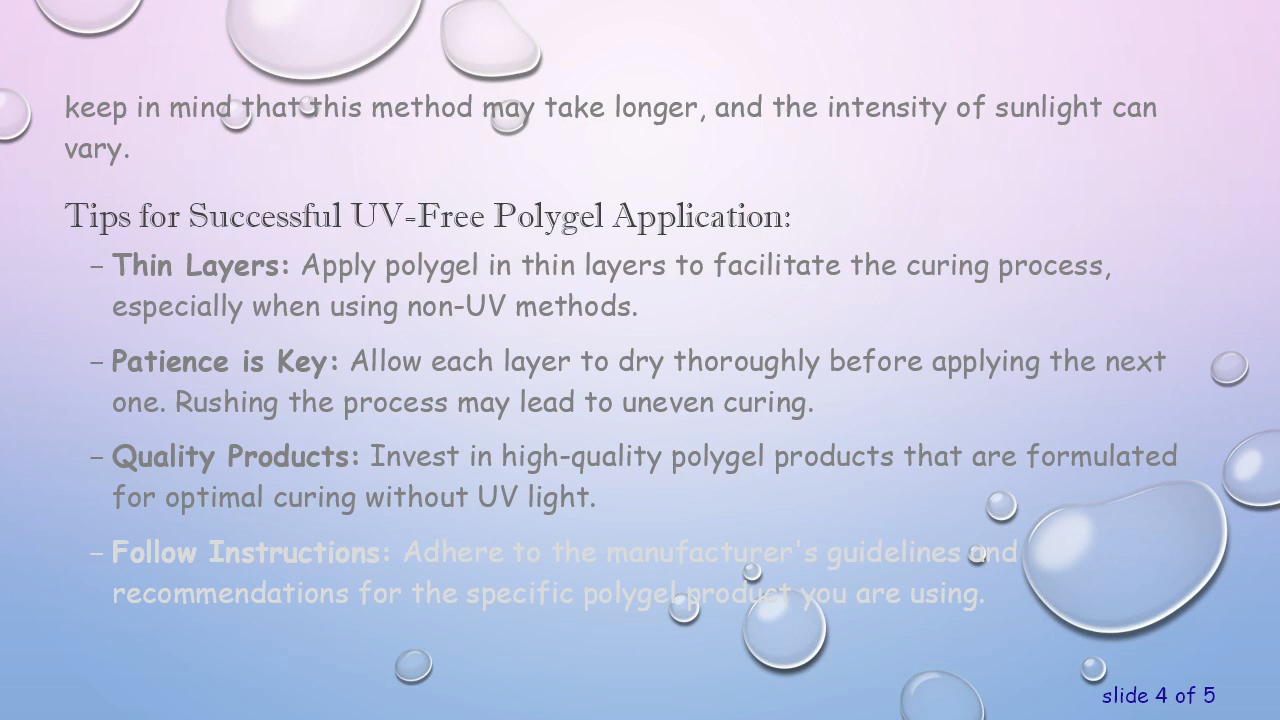 keep in mind that this method may take longer, and the intensity of sunlight can
vary.
Tips for Successful UV-Free Polygel Application:
– Thin Layers: Apply polygel in thin layers to facilitate the curing process,
especially when using non-UV methods.
– Patience is Key: Allow each layer to dry thoroughly before applying the next
one. Rushing the process may lead to uneven curing.
– Quality Products: Invest in high-quality polygel products that are formulated
for optimal curing without UV light.
– Follow Instructions: Adhere to the manufacturer's guidelines and
recommendations for the specific polygel product you are using.
slide 4 of 5